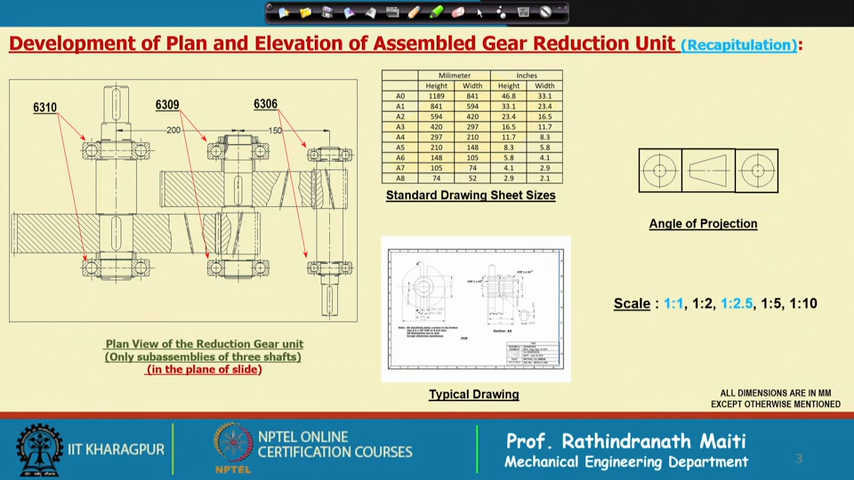 Development of Plan and Elevation of Assembled Gear Reduction Unit (Recapitulation):
6310
6309
6306
200
150
Plan View of the Reduction Gear unit
(Only subassemblies of three shafts)
(in the plane of slide)
Milimeter Inches
Height Width Height Width
A0 1189 841 46.8 33.1
A1 841 594 33.1 23.4
A2 594 420 23.4 16.5
A3 420 297 16.5 11.7
A4 297 210 11.7 8.3
A5 210 148 8.3 5.8
A6 148 105 5.8 4.1
A7 105 74 4.1 2.9
A8 74 52 2.9 2.1
Standard Drawing Sheet Sizes
Typical Drawing
Angle of Projection
Scale : 1:1, 1:2, 1:2.5, 1:5, 1:10
ALL DIMENSIONS ARE IN MM
EXCEPT OTHERWISE MENTIONED
IIT KHARAGPUR
NPTEL
NPTEL ONLINE
CERTIFICATION COURSES
Prof. Rathindranath Maiti
Mechanical Engineering Department
3